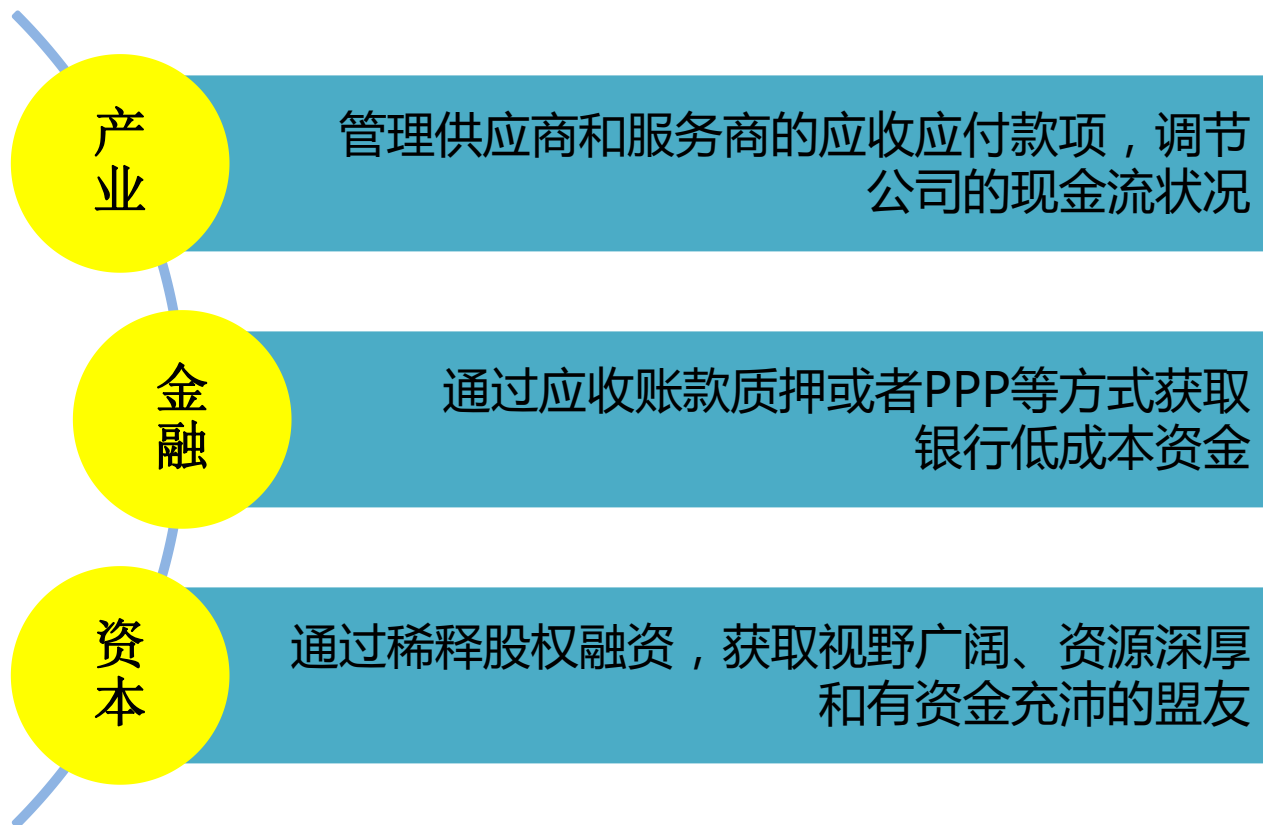 产
业
管理供应商和服务商的应收应付款项，调节
公司的现金流状况
金
融
通过应收账款质押或者PPP等方式获取
银行低成本资金
资
本
通过稀释股权融资，获取视野广阔、资源深厚
和有资金充沛的盟友